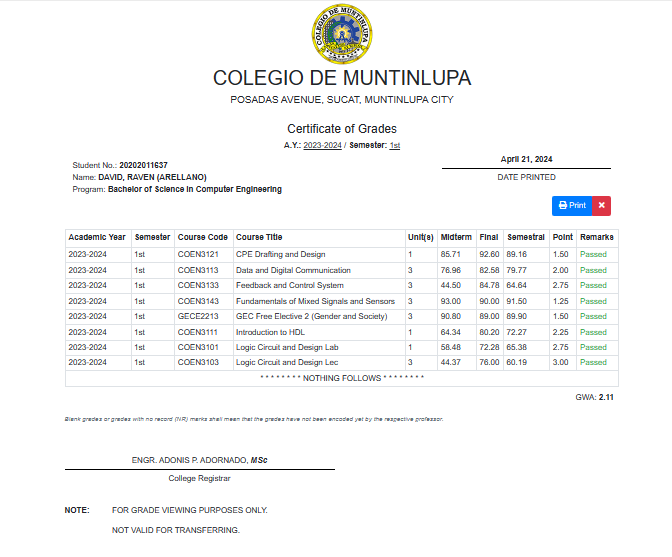 COLEGIO DE MUNTINLUPA
COLEGIO DE MUNTINLUPA
POSADAS AVENUE, SUCAT, MUNTINLUPA CITY
Certificate of Grades
A.Y.: 2023-2024 / Semester: 1st
Student No.: 20202011637
Name: DAVID, RAVEN (ARELLANO)
Program: Bachelor of Science in Computer Engineering
April 21, 2024
DATE PRINTED
Print ×
Academic Year Semester Course Code Course Title Unit(s) Midterm Final Semestral Point Remarks
2023-2024 1st COEN3121 CPE Drafting and Design 1 85.71 92.60 89.16 1.50 Passed
2023-2024 1st COEN3113 Data and Digital Communication 3 76.96 82.58 79.77 2.00 Passed
2023-2024 1st COEN3133 Feedback and Control System 3 44.50 84.78 64.64 2.75 Passed
2023-2024 1st COEN3143 Fundamentals of Mixed Signals and Sensors 3 93.00 90.00 91.50 1.25 Passed
2023-2024 1st GECE2213 GEC Free Elective 2 (Gender and Society) 3 90.80 89.00 89.90 1.50 Passed
2023-2024 1st COEN3111 Introduction to HDL 1 64.34 80.20 72.27 2.25 Passed
2023-2024 1st COEN3101 Logic Circuit and Design Lab 1 58.48 72.28 65.38 2.75 Passed
2023-2024 1st COEN3103 Logic Circuit and Design Lec 3 44.37 76.00 60.19 3.00 Passed
* * * * * * * * NOTHING FOLLOWS * * * * * * * *
GWA: 2.11
Blank grades or grades with no record (NR) marks shall mean that the grades have not been encoded yet by the respective professor.
ENGR. ADONIS P. ADORNADO, MSc
College Registrar
NOTE: FOR GRADE VIEWING PURPOSES ONLY.
NOT VALID FOR TRANSFERRING.